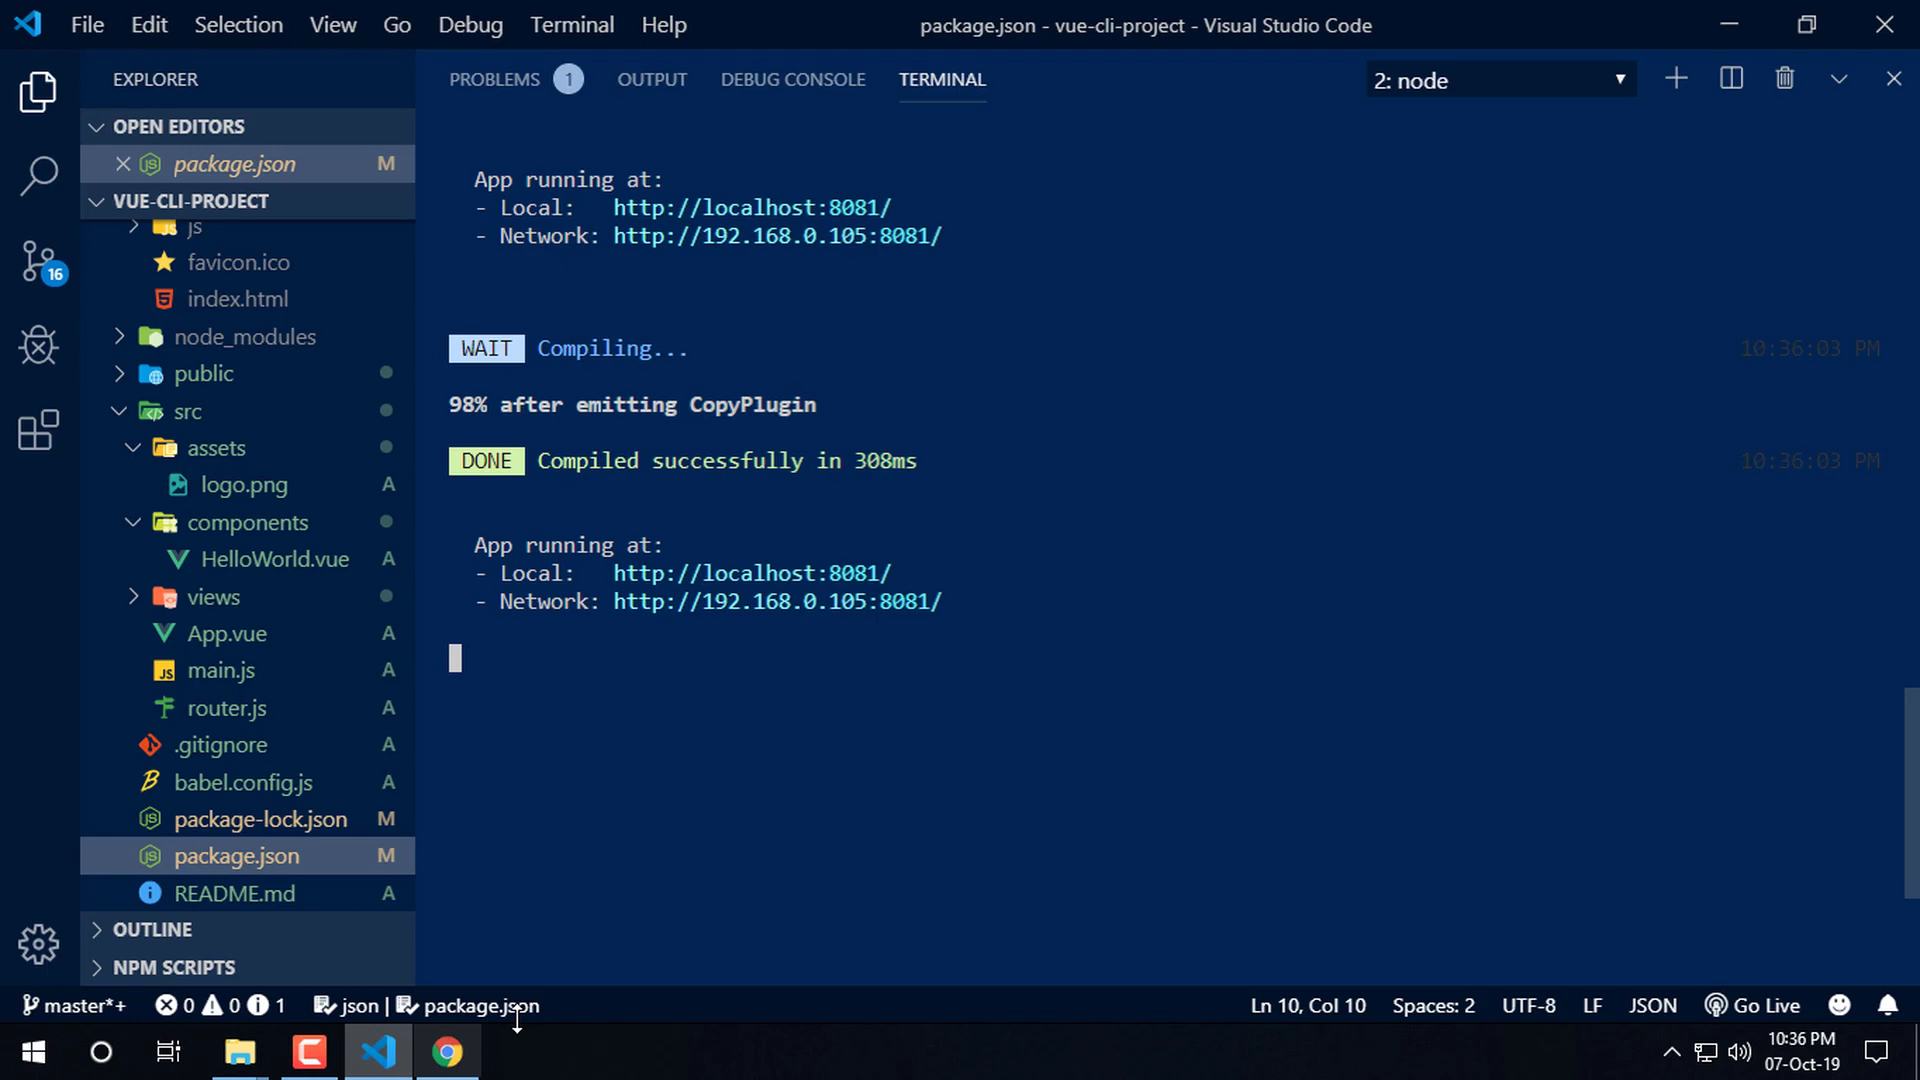 File Edit Selection View Go Debug Terminal Help
package.json - vue-cli-project - Visual Studio Code
EXPLORER
OPEN EDITORS
package.json M
VUE-CLI-PROJECT
js
favicon.ico
index.html
node_modules
public
src
assets
logo.png A
components
HelloWorld.vue A
views
App.vue A
JS main.js A
router.js A
.gitignore A
babel.config.js A
package-lock.json M
package.json M
README.md A
OUTLINE
NPM SCRIPTS
16
PROBLEMS 1 OUTPUT DEBUG CONSOLE TERMINAL
2: node
App running at:
- Local: http://localhost:8081/
- Network: http://192.168.0.105:8081/
WAIT Compiling... 10:36:03 PM
98% after emitting CopyPlugin
DONE Compiled successfully in 308ms 10:36:03 PM
App running at:
- Local: http://localhost:8081/
- Network: http://192.168.0.105:8081/
master*+ 0 0 1 json | package.json
Ln 10, Col 10 Spaces: 2 UTF-8 LF JSON Go Live
10:36 PM
07-Oct-19